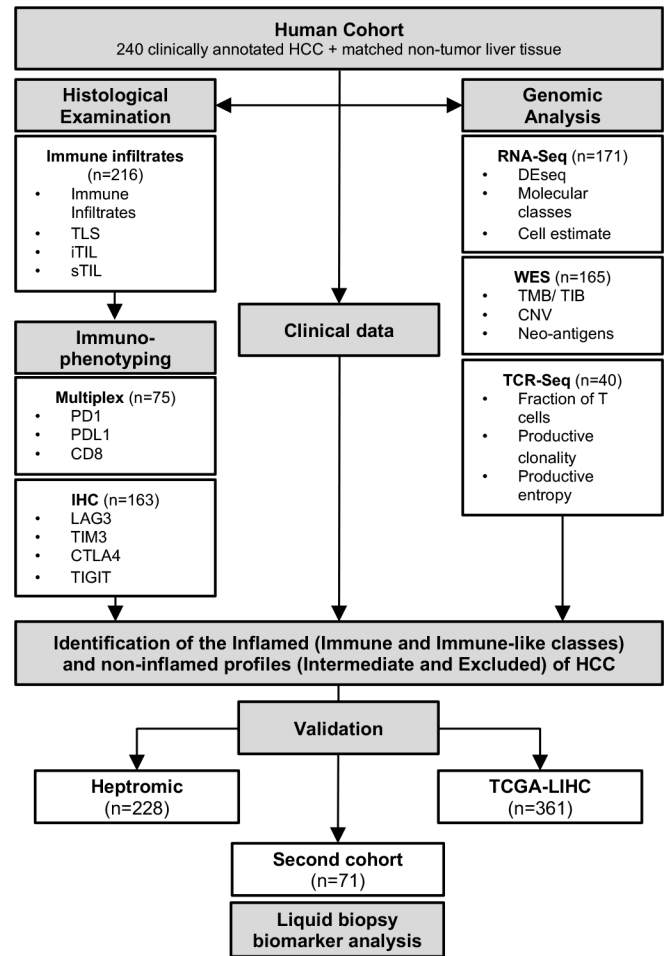 Human Cohort
240 clinically annotated HCC + matched non-tumor liver tissue
Histological
Examination
Immune infiltrates
(n=216)
• Immune
Infiltrates
• TLS
• iTIL
• sTIL
Immuno-
phenotyping
Multiplex (n=75)
• PD1
• PDL1
• CD8
IHC (n=163)
• LAG3
• TIM3
• CTLA4
• TIGIT
Clinical data
Genomic
Analysis
RNA-Seq (n=171)
• DEseq
• Molecular
classes
• Cell estimate
WES (n=165)
• TMB/ TIB
• CNV
• Neo-antigens
TCR-Seq (n=40)
• Fraction of T
cells
• Productive
clonality
• Productive
entropy
Identification of the Inflamed (Immune and Immune-like classes)
and non-inflamed profiles (Intermediate and Excluded) of HCC
Validation
Heptromic
(n=228)
TCGA-LIHC
(n=361)
Second cohort
(n=71)
Liquid biopsy
biomarker analysis